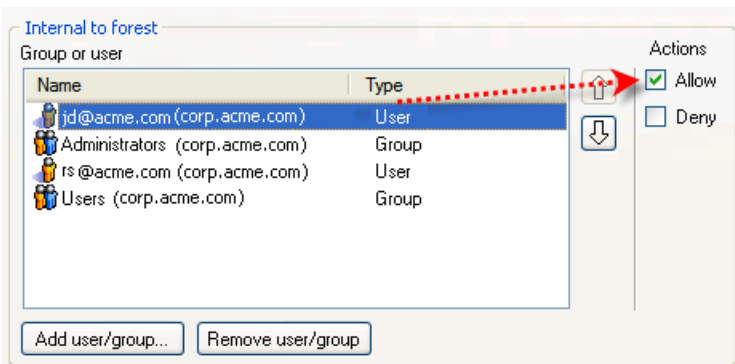 Internal to forest
Group or user
Actions
Name Type
Allow
jd@acme.com (corp.acme.com) User
Deny
Administrators (corp.acme.com) Group
rs @acme.com (corp.acme.com) User
Users (corp.acme.com) Group
Add user/group... Remove user/group